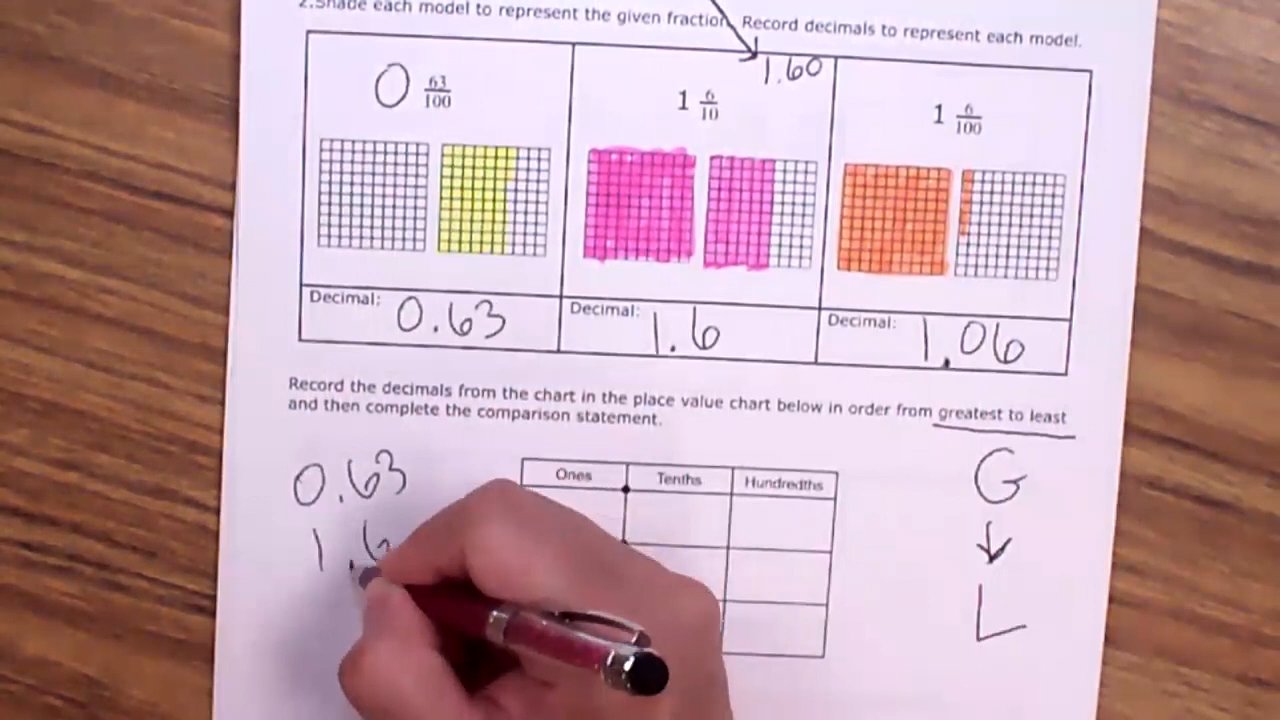 2. Shade each model to represent the given fraction. Record decimals to represent each model.
1.60
0 63/100
1 6/10
1 6/100
Decimal: 0.63
Decimal: 1.6
Decimal: 1.06
Record the decimals from the chart in the place value chart below in order from greatest to least
and then complete the comparison statement.
0.63
1.6
Ones Tenths Hundredths
G
L